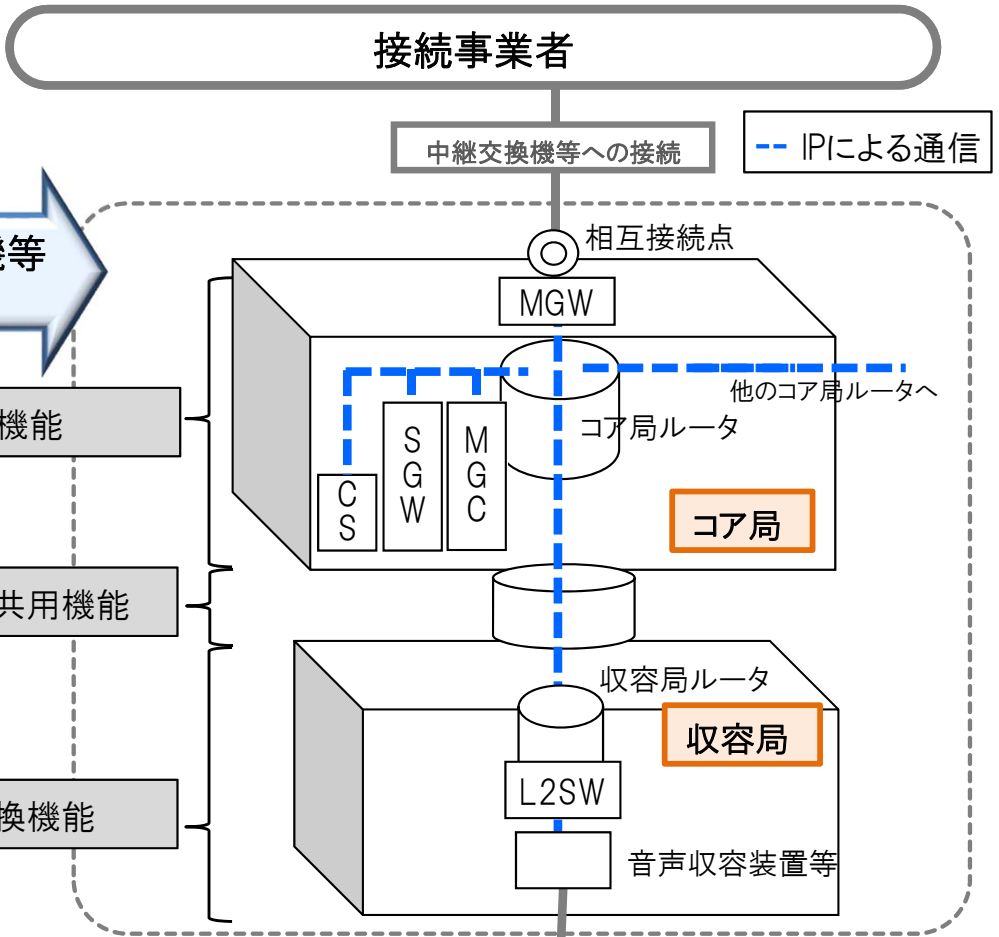 接続事業者
中継交換機等への接続
IPによる通信
相互接続点
機等
MGW
他のコア局ルータへ
機能
コア局ルータ
SGW
MGC
CS
コア局
共用機能
収容局ルータ
収容局
L2SW
換機能
音声収容装置等